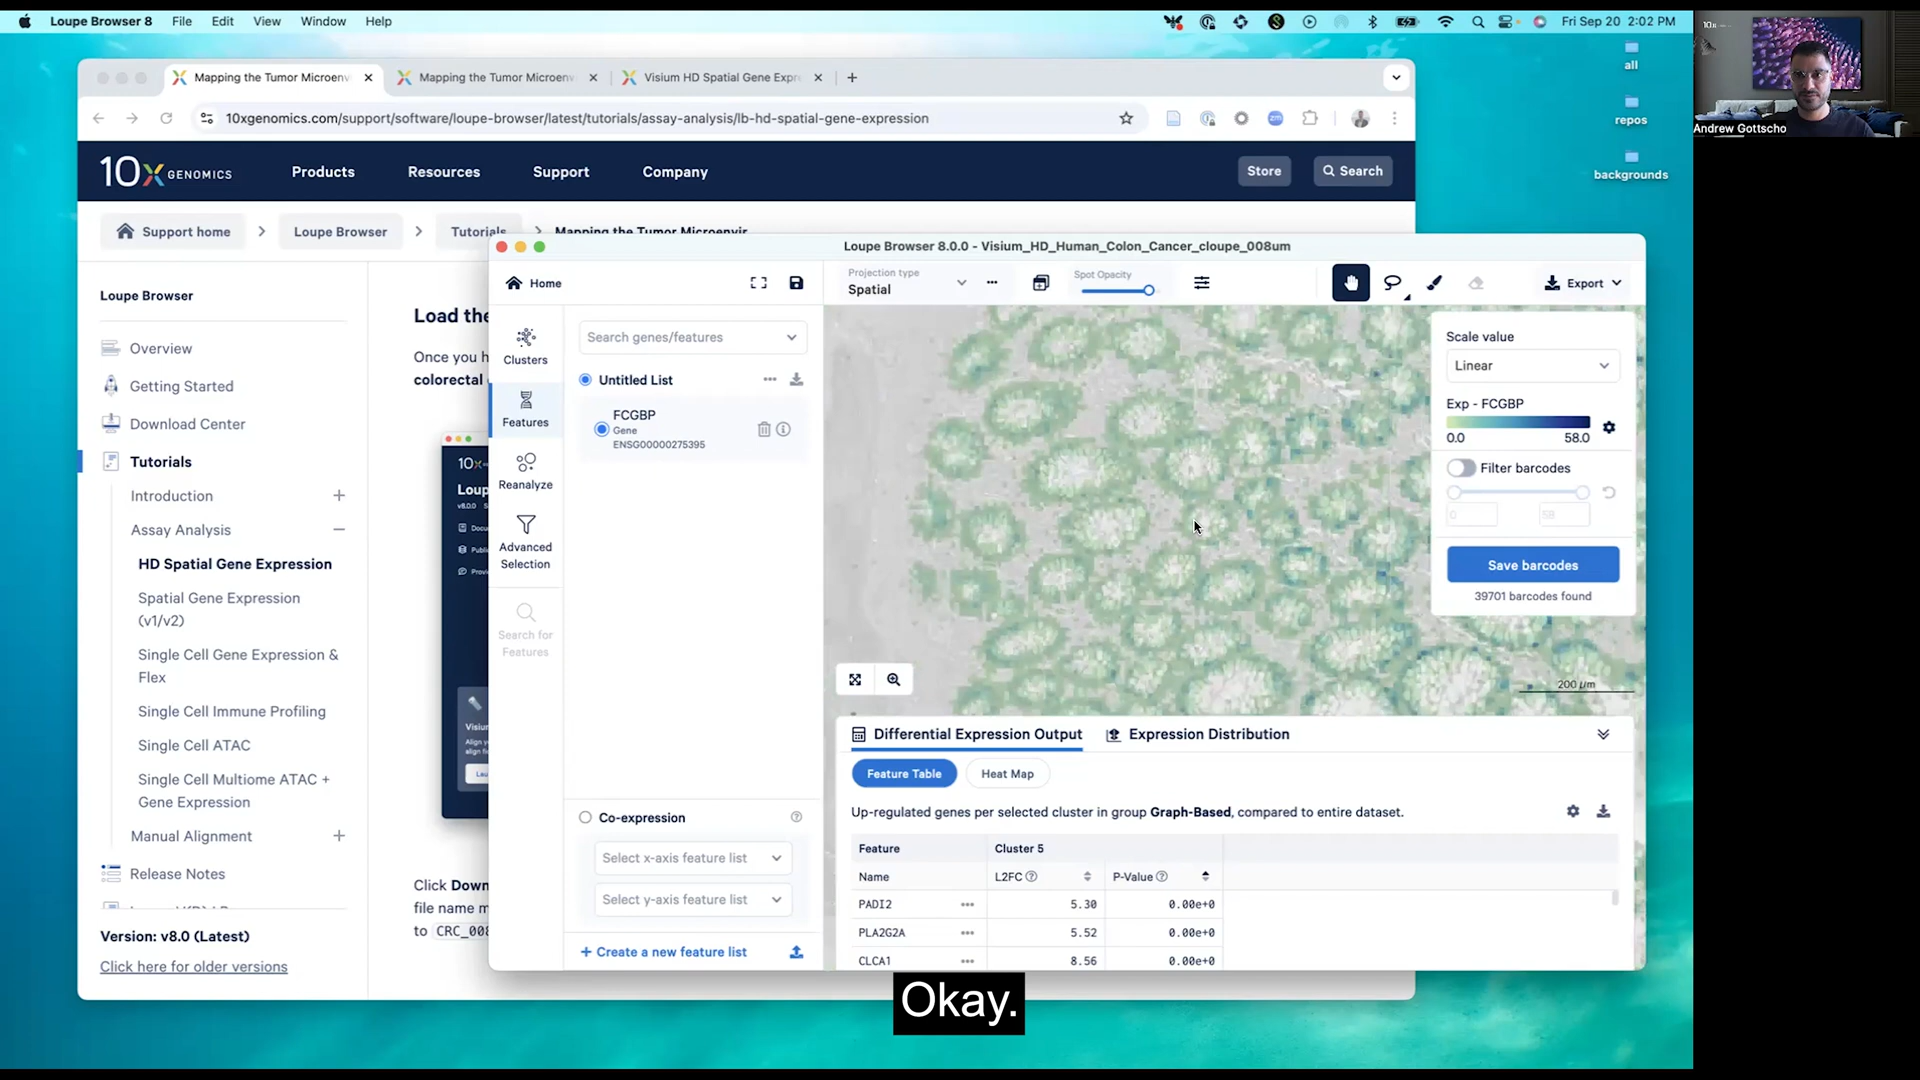 Loupe Browser 8 File Edit View Window Help
Fri Sep 20 2:02 PM
all
repos
backgrounds
10x
Andrew Gottscho
Mapping the Tumor Microenv
Mapping the Tumor Microenv
Visium HD Spatial Gene Expr
10xgenomics.com/support/software/loupe-browser/latest/tutorials/assay-analysis/lb-hd-spatial-gene-expression
10X GENOMICS
Products Resources Support Company
Store
Search
Support home > Loupe Browser > Tutorials > Mapping the Tumor Microenvir
Loupe Browser
Overview
Getting Started
Download Center
Tutorials
Introduction
Assay Analysis
HD Spatial Gene Expression
Spatial Gene Expression
(v1/v2)
Single Cell Gene Expression &
Flex
Single Cell Immune Profiling
Single Cell ATAC
Single Cell Multiome ATAC +
Gene Expression
Manual Alignment
Release Notes
Version: v8.0 (Latest)
Click here for older versions
Load the
Once you h
colorectal
10x
Loup
v8.0.0
Click Down
file name m
to CRC_008
Loupe Browser 8.0.0 - Visium_HD_Human_Colon_Cancer_cloupe_008um
Home
Projection type
Spatial
Spot Opacity
Export
Clusters
Features
Reanalyze
Advanced
Selection
Search for
Features
Search genes/features
Untitled List
FCGBP
Gene
ENSG00000275395
Co-expression
Select x-axis feature list
Select y-axis feature list
+ Create a new feature list
Scale value
Linear
Exp - FCGBP
0.0 58.0
Filter barcodes
0 58
Save barcodes
39701 barcodes found
200 μm
Differential Expression Output
Expression Distribution
Feature Table
Heat Map
Up-regulated genes per selected cluster in group Graph-Based, compared to entire dataset.
Feature Cluster 5
Name L2FC P-Value
PADI2 5.30 0.00e+0
PLA2G2A 5.52 0.00e+0
CLCA1 8.56 0.00e+0
Okay.